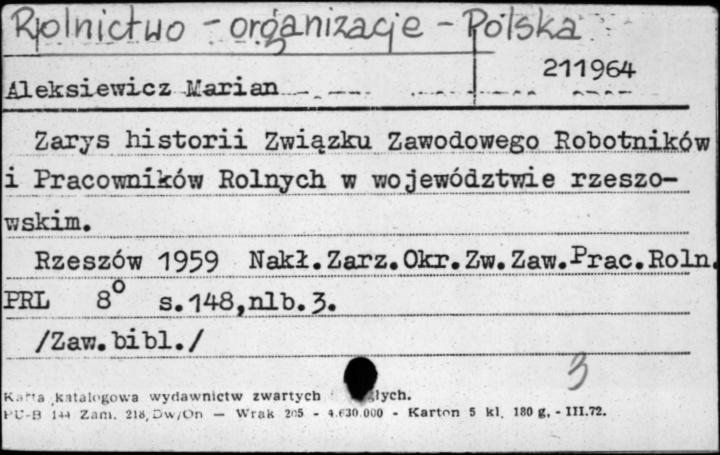 Rolnictwo - organizacje - Polska
211964
Aleksiewicz Marian
Zarys historii Związku Zawodowego Robotników
i Pracowników Rolnych w województwie rzeszo-
wskim.
Rzeszów 1959 Nakł.Zarz.Okr.Zw.Zaw.Prac.Roln.
PRL 8° s.148,nlb.3.
/Zaw.bibl./
3
Karta katalogowa wydawnictw zwartych
PU-B 144 Zam. 218, Dw/On — Wrak 205 - 4.630.000 - Karton 5 kl. 180 g. - III.72.